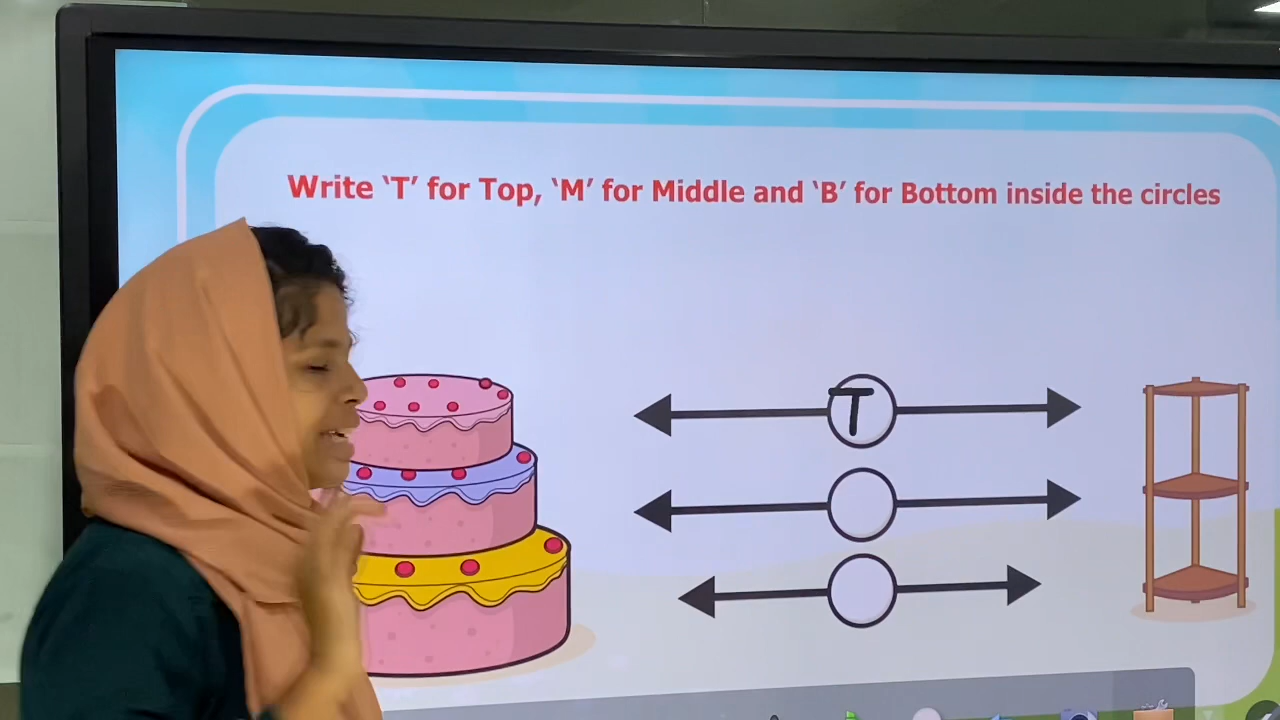 Write ‘T’ for Top, ‘M’ for Middle and ‘B’ for Bottom inside the circles
T